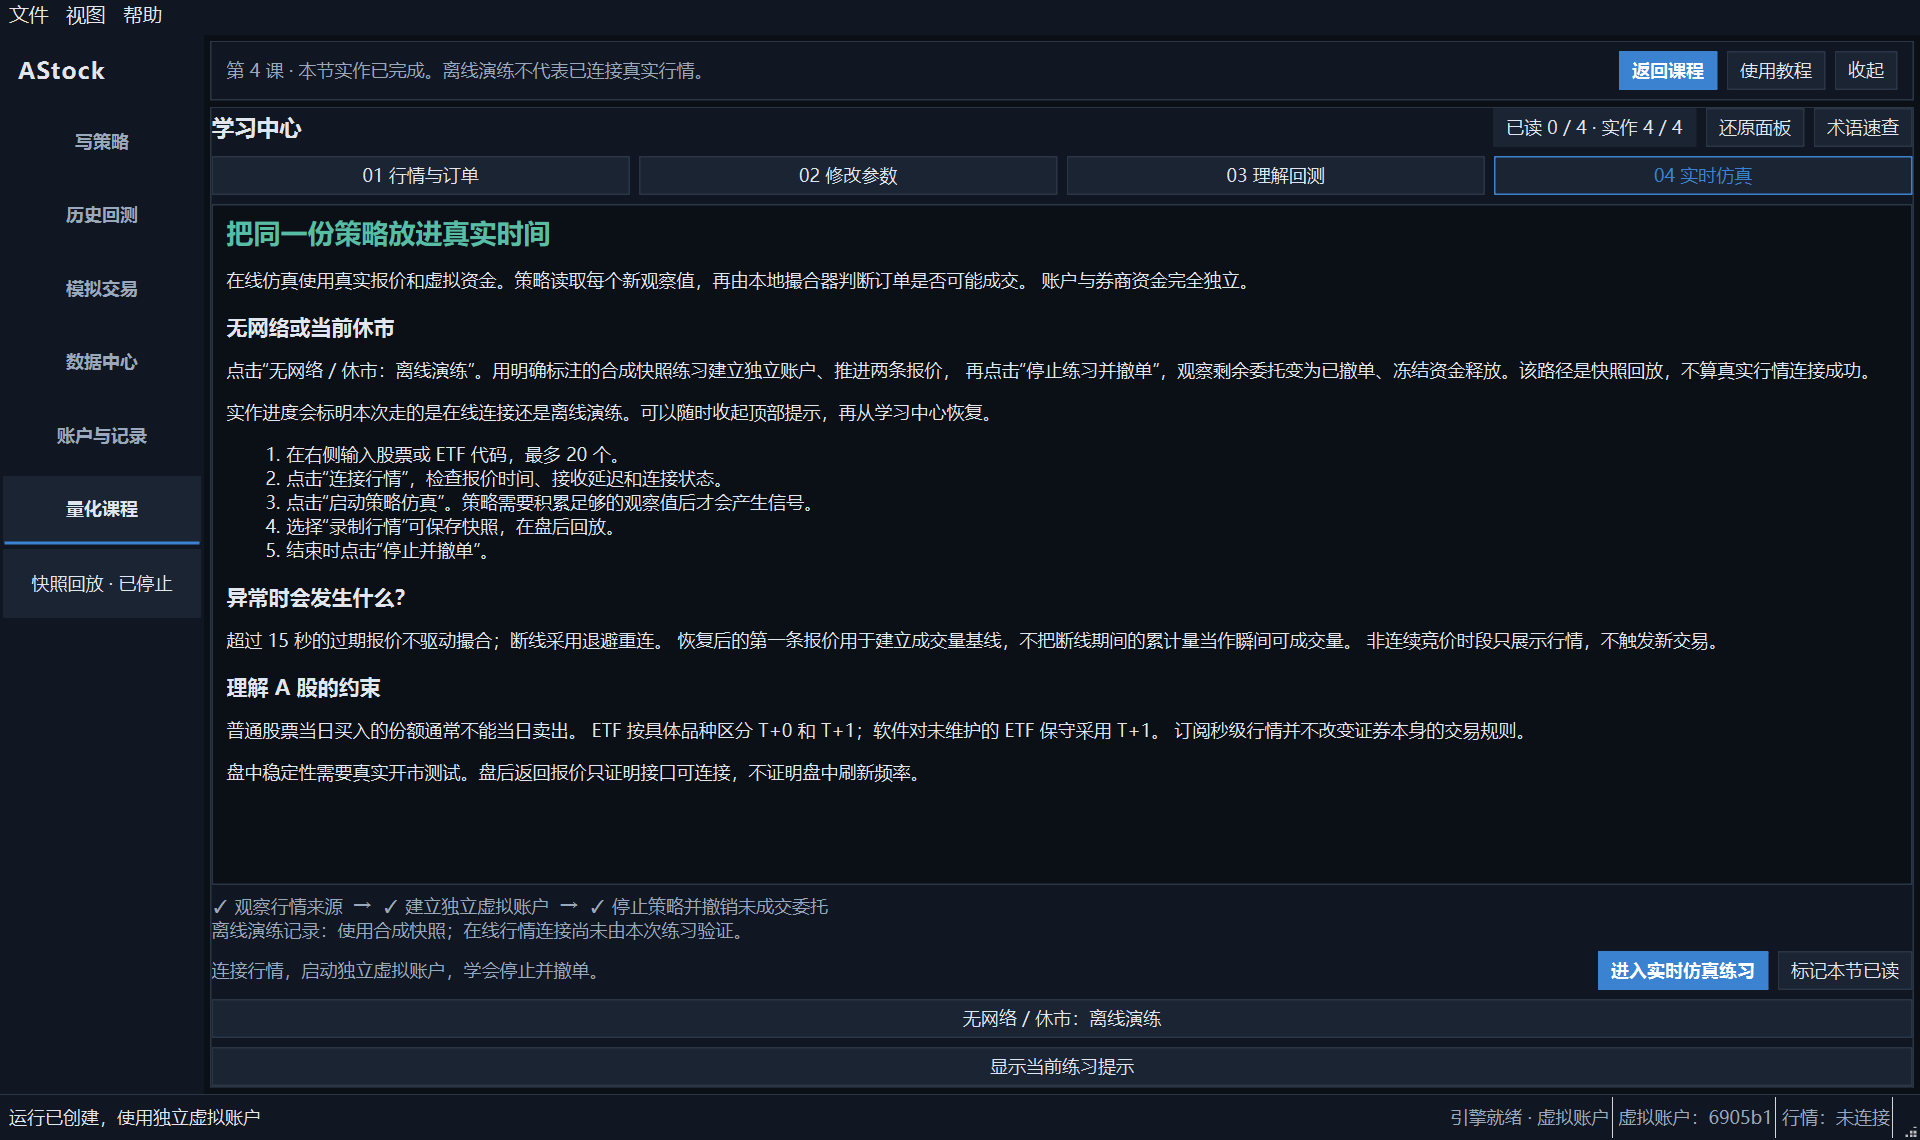 文件 视图 帮助
AStock
第 4 课 · 本节实作已完成。离线演练不代表已连接真实行情。
返回课程 使用教程 收起
写策略
历史回测
模拟交易
数据中心
账户与记录
量化课程
快照回放 · 已停止
学习中心
已读 0 / 4 · 实作 4 / 4 还原面板 术语速查
01 行情与订单 02 修改参数 03 理解回测 04 实时仿真
把同一份策略放进真实时间
在线仿真使用真实报价和虚拟资金。策略读取每个新观察值，再由本地撮合器判断订单是否可能成交。 账户与券商资金完全独立。
无网络或当前休市
点击“无网络 / 休市：离线演练”。用明确标注的合成快照练习建立独立账户、推进两条报价， 再点击“停止练习并撤单”，观察剩余委托变为已撤单、冻结资金释放。该路径是快照回放，不算真实行情连接成功。
实作进度会标明本次走的是在线连接还是离线演练。可以随时收起顶部提示，再从学习中心恢复。
1. 在右侧输入股票或 ETF 代码，最多 20 个。
2. 点击“连接行情”，检查报价时间、接收延迟和连接状态。
3. 点击“启动策略仿真”。策略需要积累足够的观察值后才会产生信号。
4. 选择“录制行情”可保存快照，在盘后回放。
5. 结束时点击“停止并撤单”。
异常时会发生什么？
超过 15 秒的过期报价不驱动撮合；断线采用退避重连。 恢复后的第一条报价用于建立成交量基线，不把断线期间的累计量当作瞬间可成交量。 非连续竞价时段只展示行情，不触发新交易。
理解 A 股的约束
普通股票当日买入的份额通常不能当日卖出。 ETF 按具体品种区分 T+0 和 T+1；软件对未维护的 ETF 保守采用 T+1。 订阅秒级行情并不改变证券本身的交易规则。
盘中稳定性需要真实开市测试。盘后返回报价只证明接口可连接，不证明盘中刷新频率。
✓ 观察行情来源 → ✓ 建立独立虚拟账户 → ✓ 停止策略并撤销未成交委托
离线演练记录：使用合成快照；在线行情连接尚未由本次练习验证。
连接行情，启动独立虚拟账户，学会停止并撤单。
进入实时仿真练习 标记本节已读
无网络 / 休市：离线演练
显示当前练习提示
运行已创建，使用独立虚拟账户
引擎就绪 · 虚拟账户 虚拟账户：6905b1 行情：未连接